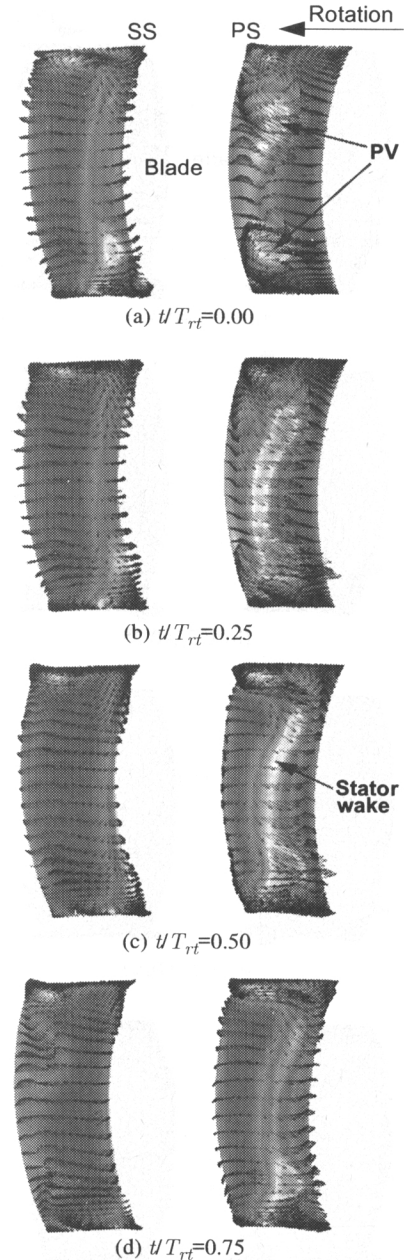 SS
PS
Rotation
Blade
PV
(a) t/T_rt=0.00
(b) t/T_rt=0.25
Stator
wake
(c) t/T_rt=0.50
(d) t/T_rt=0.75